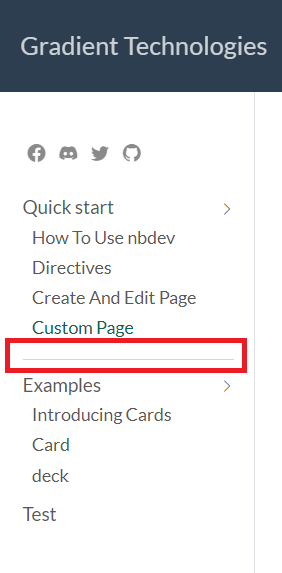 Gradient Technologies
Quick start
How To Use nbdev
Directives
Create And Edit Page
Custom Page
Examples
Introducing Cards
Card
deck
Test